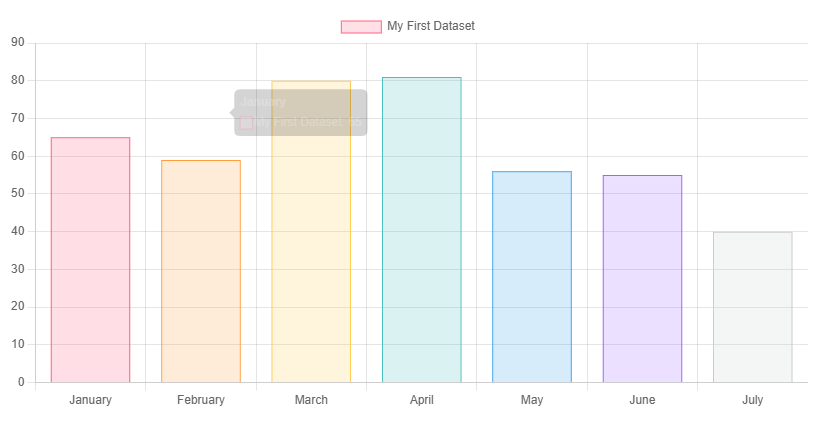 My First Dataset
90
80
70
60
50
40
30
20
10
0
January
My First Dataset: 65
January February March April May June July